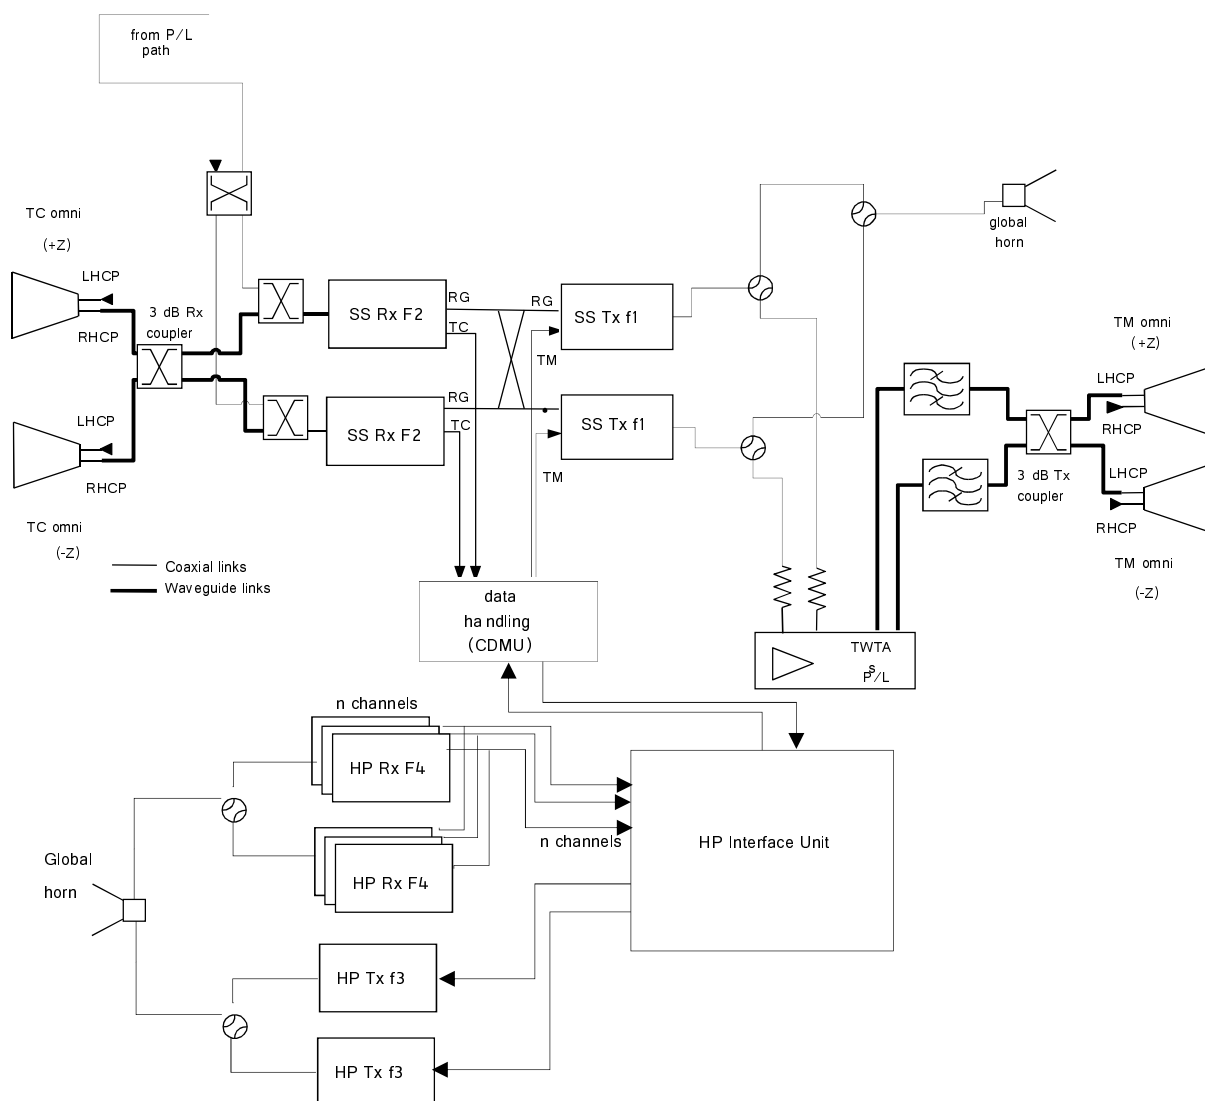 from P/L
path
TC omni
(+Z)
LHCP
RHCP
3 dB Rx
coupler
LHCP
RHCP
TC omni
(-Z)
SS Rx F2
RG
TC
RG
TM
SS Tx f1
SS Rx F2
RG
TC
TM
SS Tx f1
global
horn
TM omni
(+Z)
LHCP
RHCP
3 dB Tx
coupler
LHCP
RHCP
TM omni
(-Z)
Coaxial links
Waveguide links
data
ha ndling
(CDMU)
TWTA
s
P/L
n channels
HP Rx F4
HP Rx F4
n channels
HP Interface Unit
Global
horn
HP Tx f3
HP Tx f3